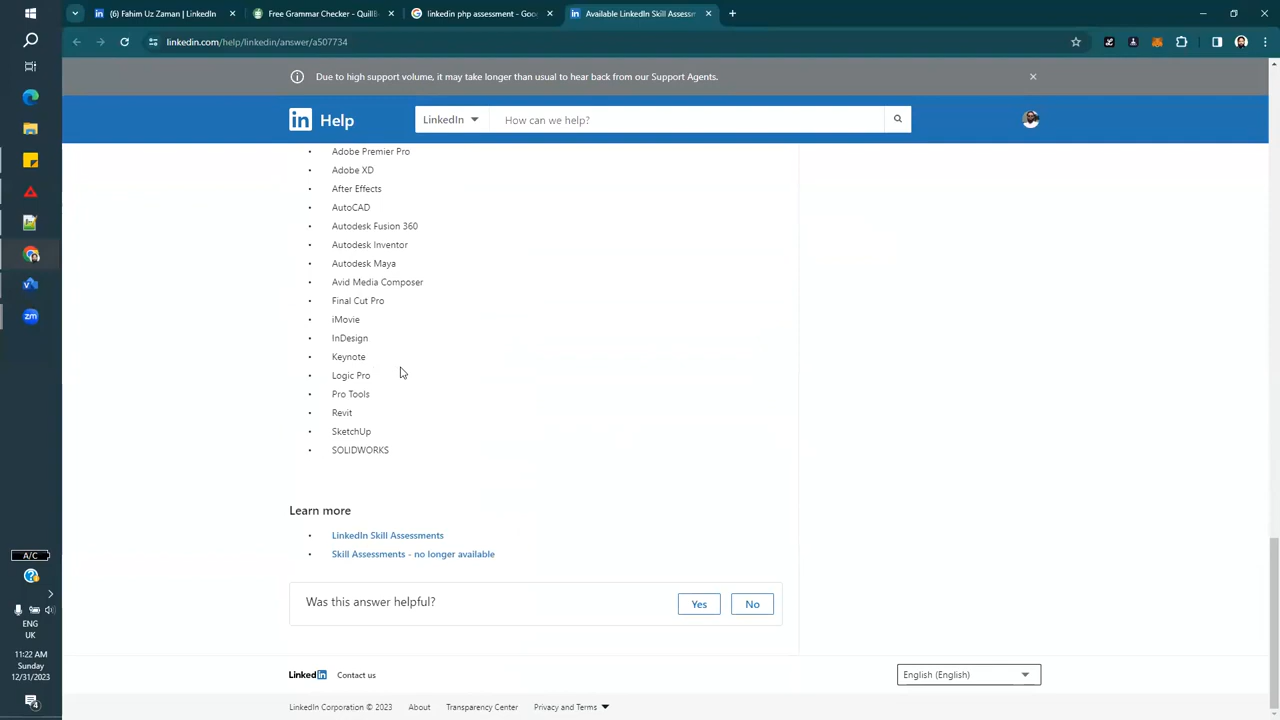 (6) Fahim Uz Zaman | LinkedIn
Free Grammar Checker - QuillB
linkedin php assessment - Goo
Available LinkedIn Skill Assessm
linkedin.com/help/linkedin/answer/a507734
Due to high support volume, it may take longer than usual to hear back from our Support Agents.
in Help
LinkedIn
How can we help?
• Adobe Premier Pro
• Adobe XD
• After Effects
• AutoCAD
• Autodesk Fusion 360
• Autodesk Inventor
• Autodesk Maya
• Avid Media Composer
• Final Cut Pro
• iMovie
• InDesign
• Keynote
• Logic Pro
• Pro Tools
• Revit
• SketchUp
• SOLIDWORKS
Learn more
• LinkedIn Skill Assessments
• Skill Assessments - no longer available
Was this answer helpful?
Yes
No
LinkedIn
Contact us
English (English)
LinkedIn Corporation © 2023
About
Transparency Center
Privacy and Terms
zm
A/C
ENG
UK
11:22 AM
Sunday
12/31/2023
4